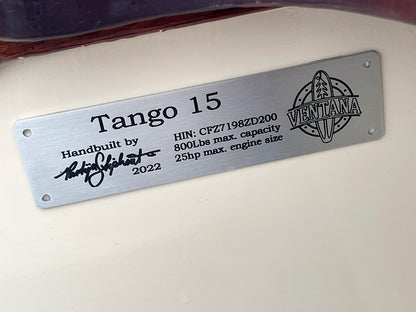 Tango 15
Handbuilt by
2022
HIN: CFZ7198ZD200
800Lbs max. capacity
25hp max. engine size
VENTANA